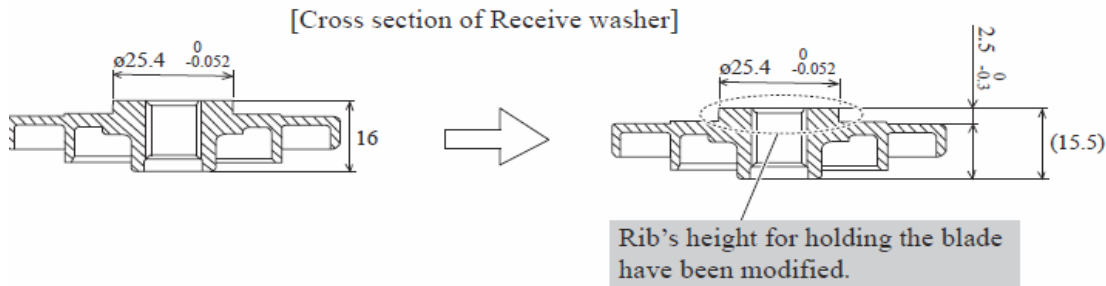 [Cross section of Receive washer]
ø25.4 0 -0.052
16
ø25.4 0 -0.052
2.5 0 -0.3
(15.5)
Rib's height for holding the blade
have been modified.